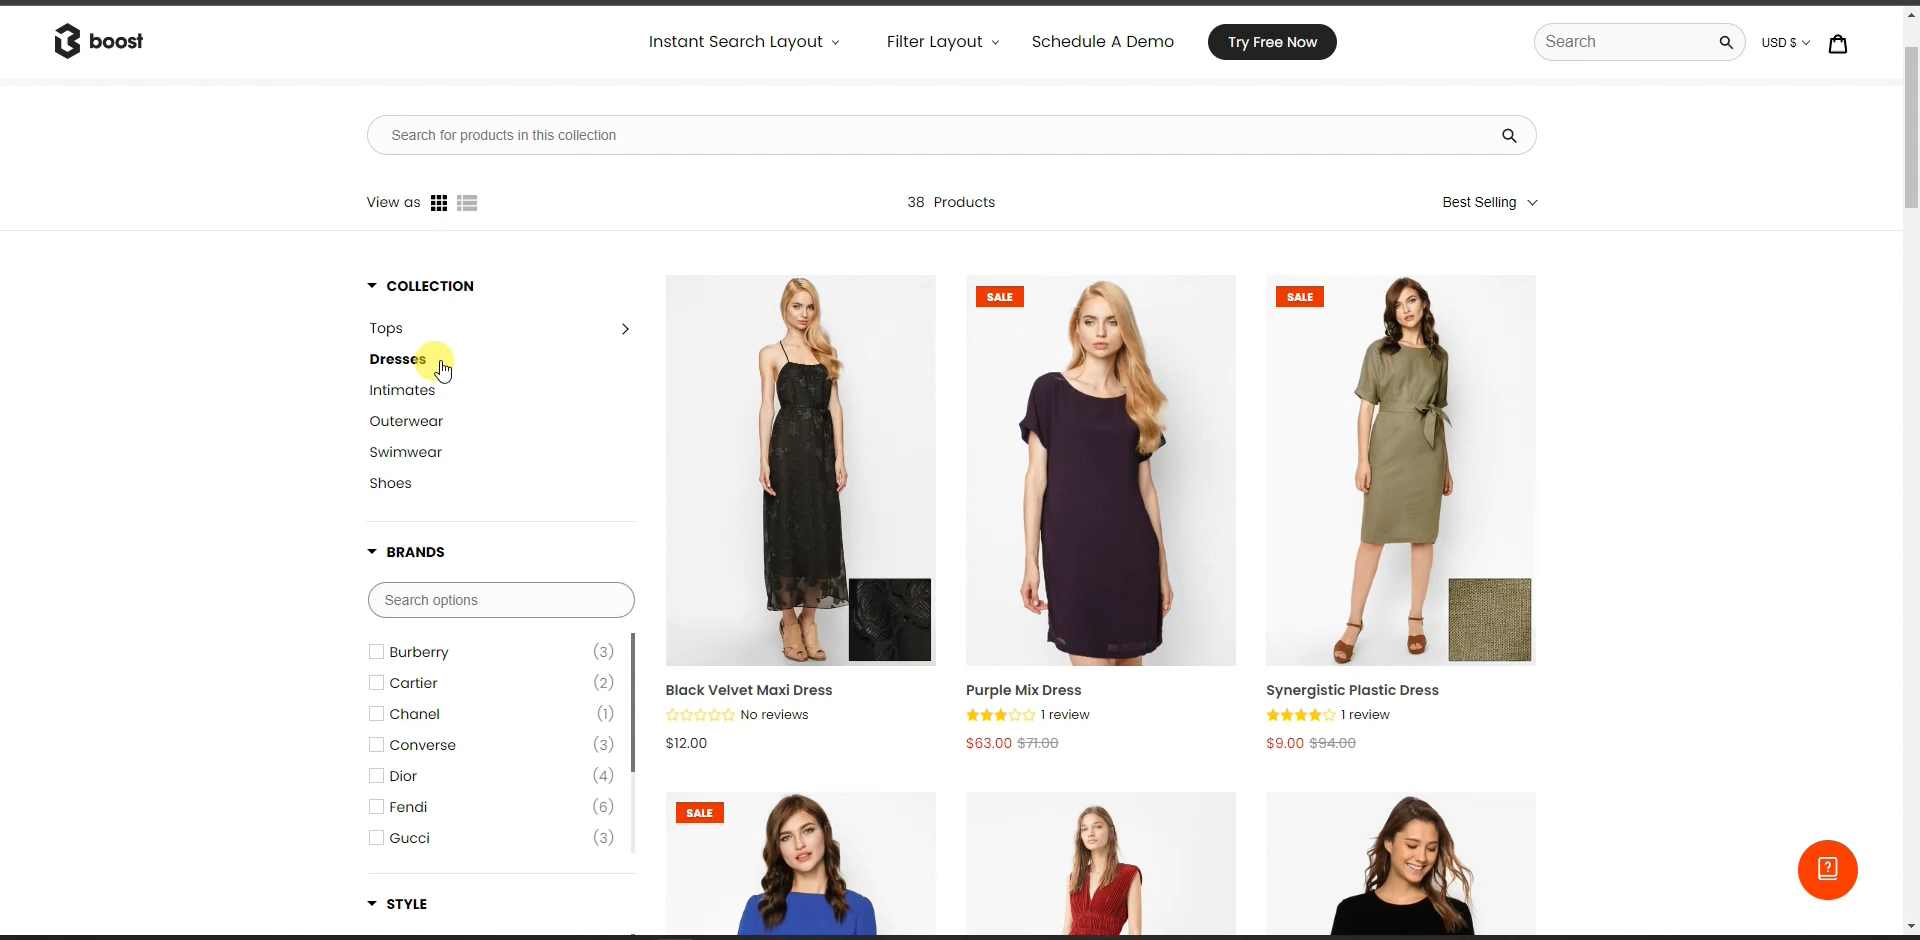 boost
Instant Search Layout
Filter Layout
Schedule A Demo
Try Free Now
Search
USD $
Search for products in this collection
View as
38 Products
Best Selling
COLLECTION
Tops
Dresses
Intimates
Outerwear
Swimwear
Shoes
BRANDS
Search options
Burberry (3)
Cartier (2)
Chanel (1)
Converse (3)
Dior (4)
Fendi (6)
Gucci (3)
STYLE
Black Velvet Maxi Dress
No reviews
$12.00
SALE
Purple Mix Dress
1 review
$63.00 $71.00
SALE
Synergistic Plastic Dress
1 review
$9.00 $94.00
SALE
?